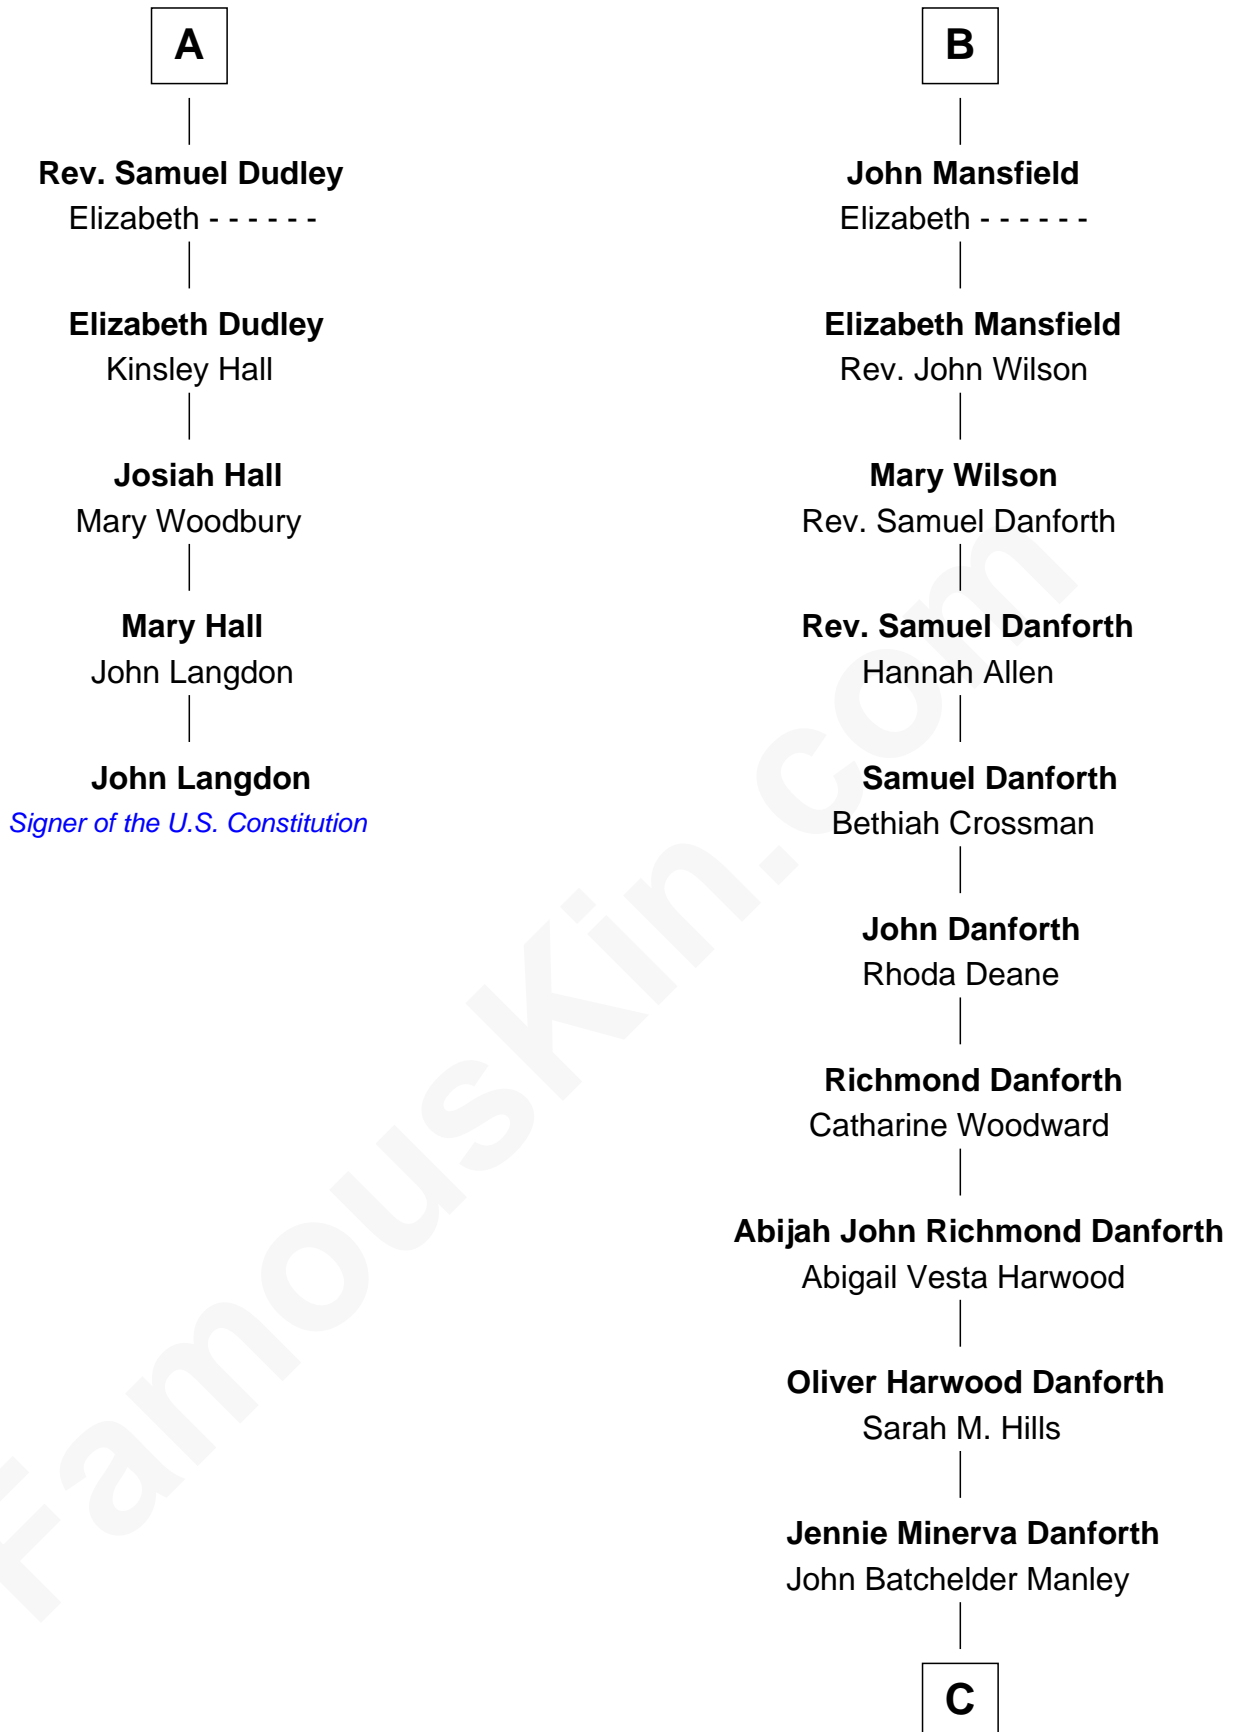 A
Rev. Samuel Dudley
Elizabeth - - - - - -
Elizabeth Dudley
Kinsley Hall
Josiah Hall
Mary Woodbury
Mary Hall
John Langdon
John Langdon
Signer of the U.S. Constitution
B
John Mansfield
Elizabeth - - - - - -
Elizabeth Mansfield
Rev. John Wilson
Mary Wilson
Rev. Samuel Danforth
Rev. Samuel Danforth
Hannah Allen
Samuel Danforth
Bethiah Crossman
John Danforth
Rhoda Deane
Richmond Danforth
Catharine Woodward
Abijah John Richmond Danforth
Abigail Vesta Harwood
Oliver Harwood Danforth
Sarah M. Hills
Jennie Minerva Danforth
John Batchelder Manley
C
FamousKin.com